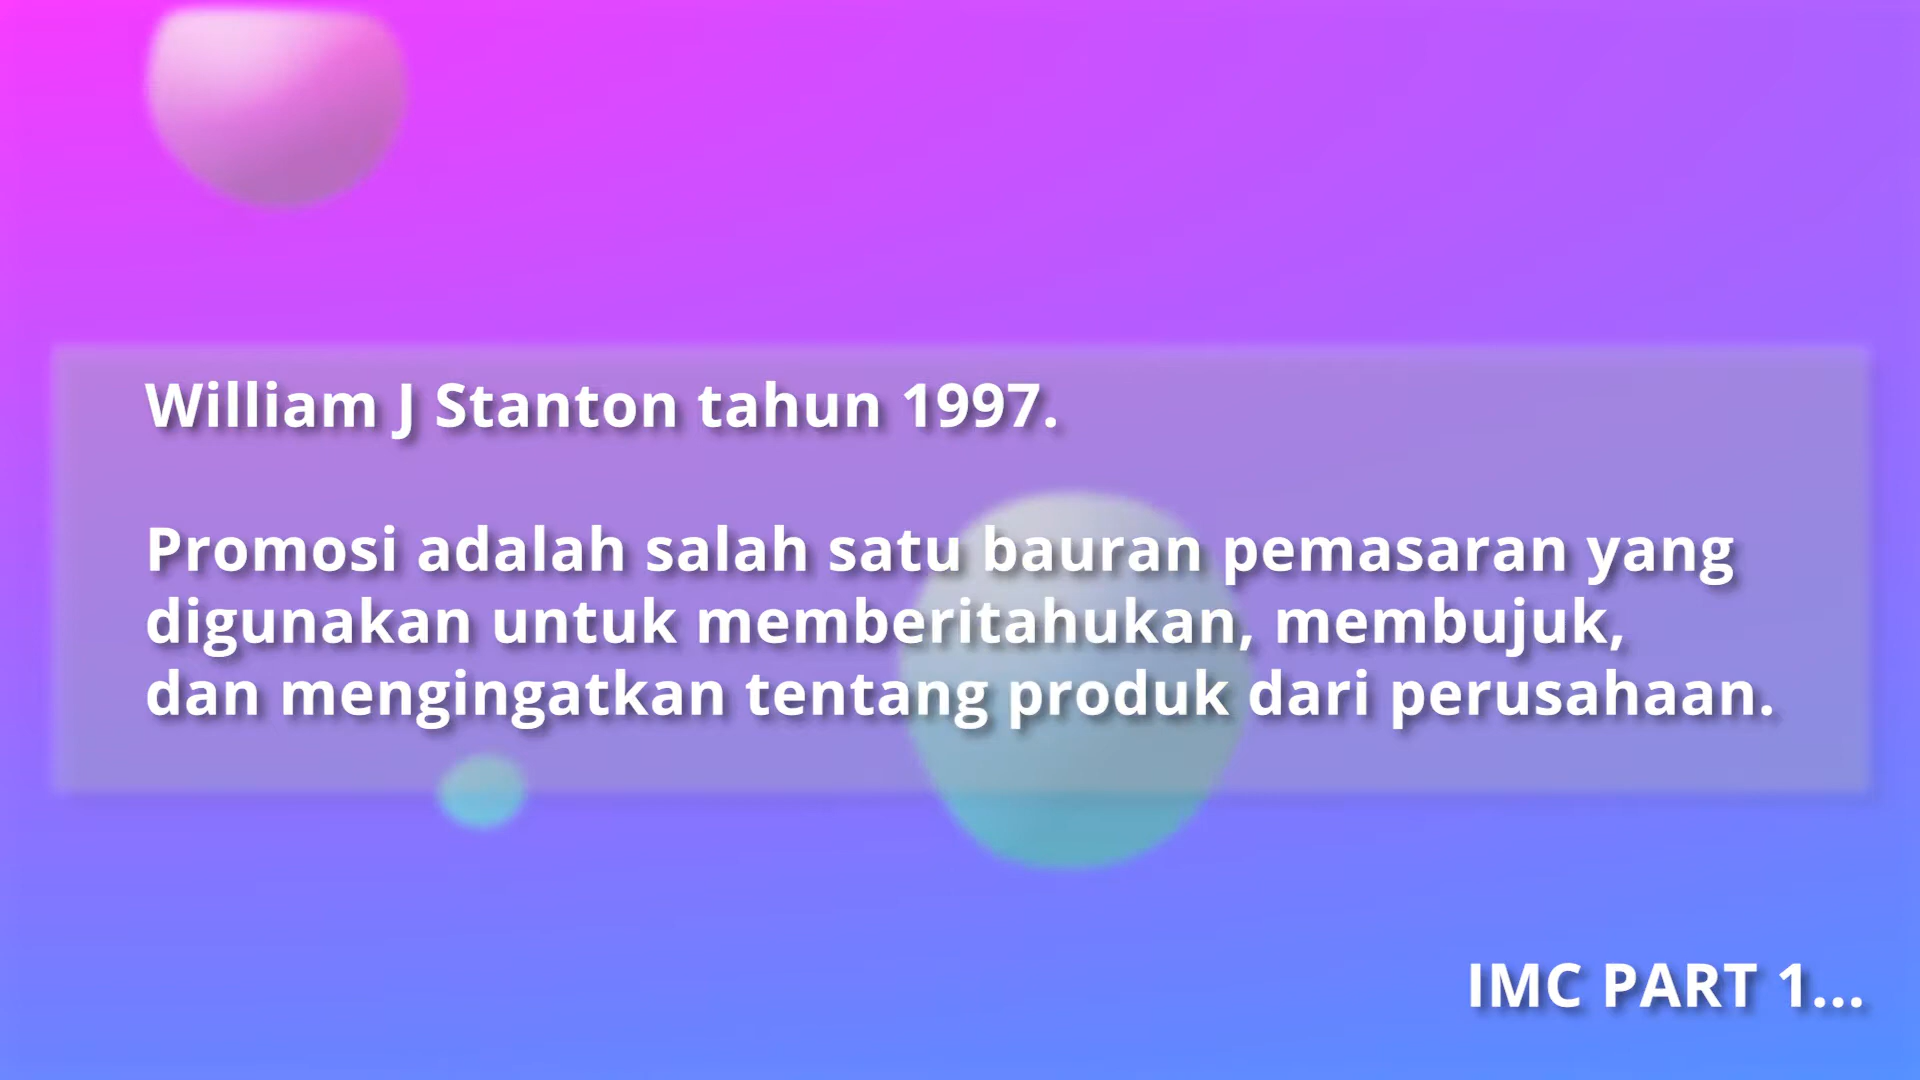 William J Stanton tahun 1997.
Promosi adalah salah satu bauran pemasaran yang
digunakan untuk memberitahukan, membujuk,
dan mengingatkan tentang produk dari perusahaan.
IMC PART 1...